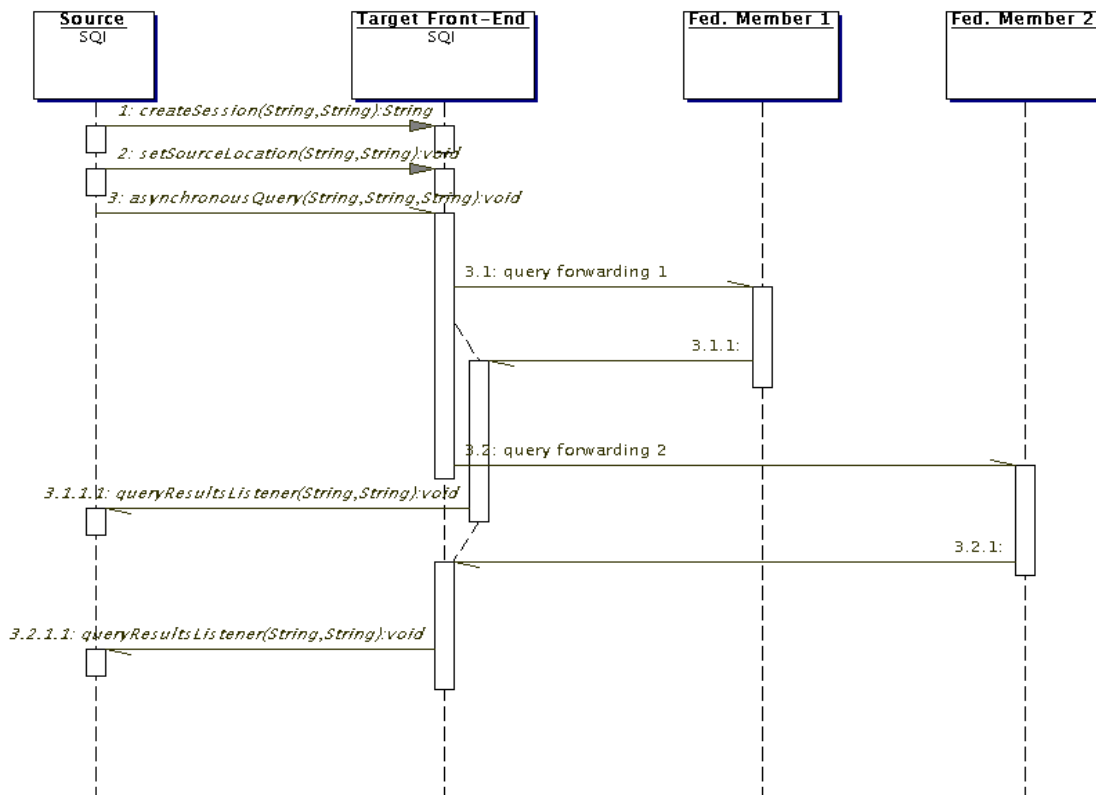 Source
SQI
Target Front-End
SQI
Fed. Member 1
Fed. Member 2
1: createSession(String,String):String
2: setSourceLocation(String,String):void
3: asynchronousQuery(String,String,String):void
3.1: query forwarding 1
3.1.1:
3.2: query forwarding 2
3.1.1.1: queryResultsListener(String,String):void
3.2.1:
3.2.1.1: queryResultsListener(String,String):void